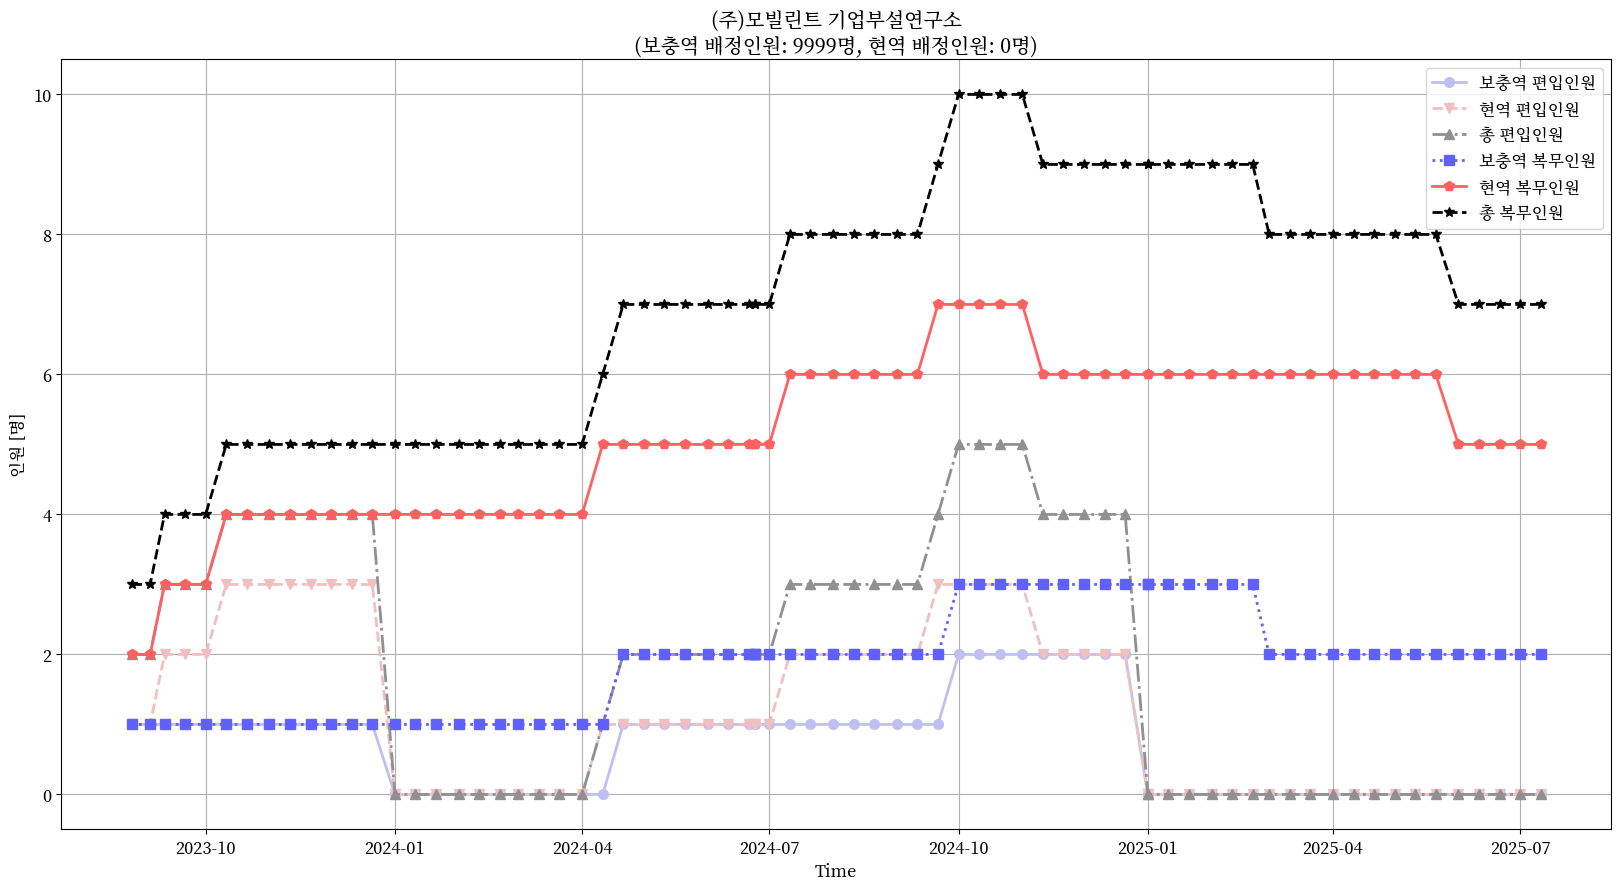 (주)모빌린트 기업부설연구소
(보충역 배정인원: 9999명, 현역 배정인원: 0명)
보충역 편입인원
현역 편입인원
총 편입인원
보충역 복무인원
현역 복무인원
총 복무인원
인원 [명]
10
8
6
4
2
0
2023-10
2024-01
2024-04
2024-07
2024-10
2025-01
2025-04
2025-07
Time